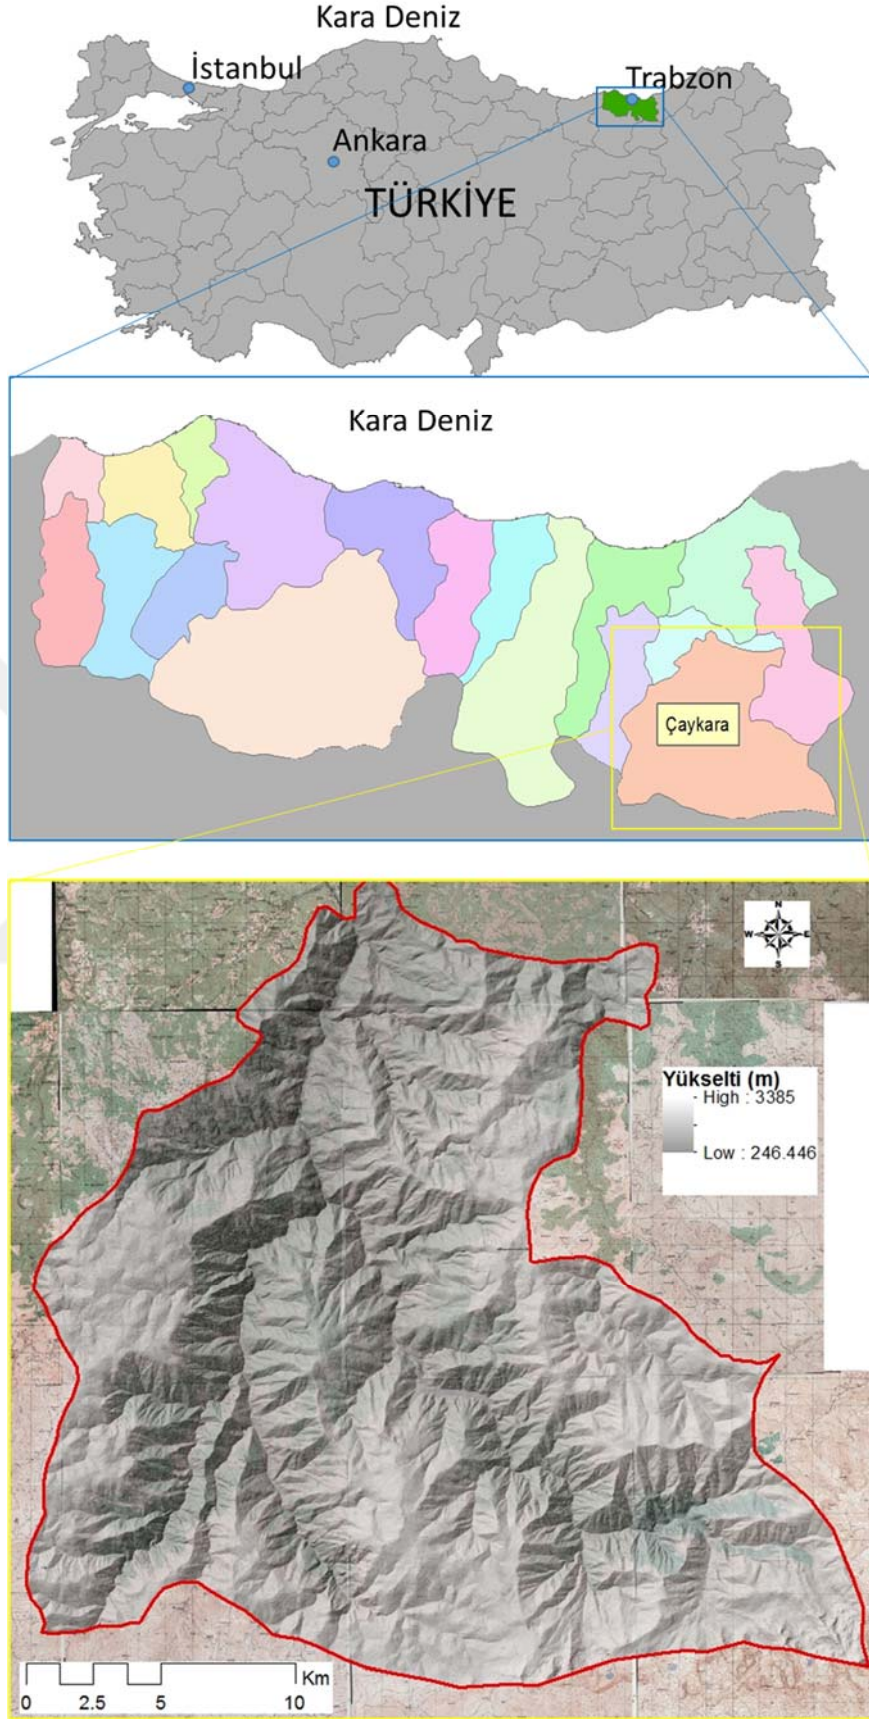 Kara Deniz
İstanbul
Trabzon
Ankara
TÜRKİYE
Kara Deniz
Çaykara
N
W E
S
Yükselti (m)
High : 3385
Low : 246.446
Km
0 2.5 5 10